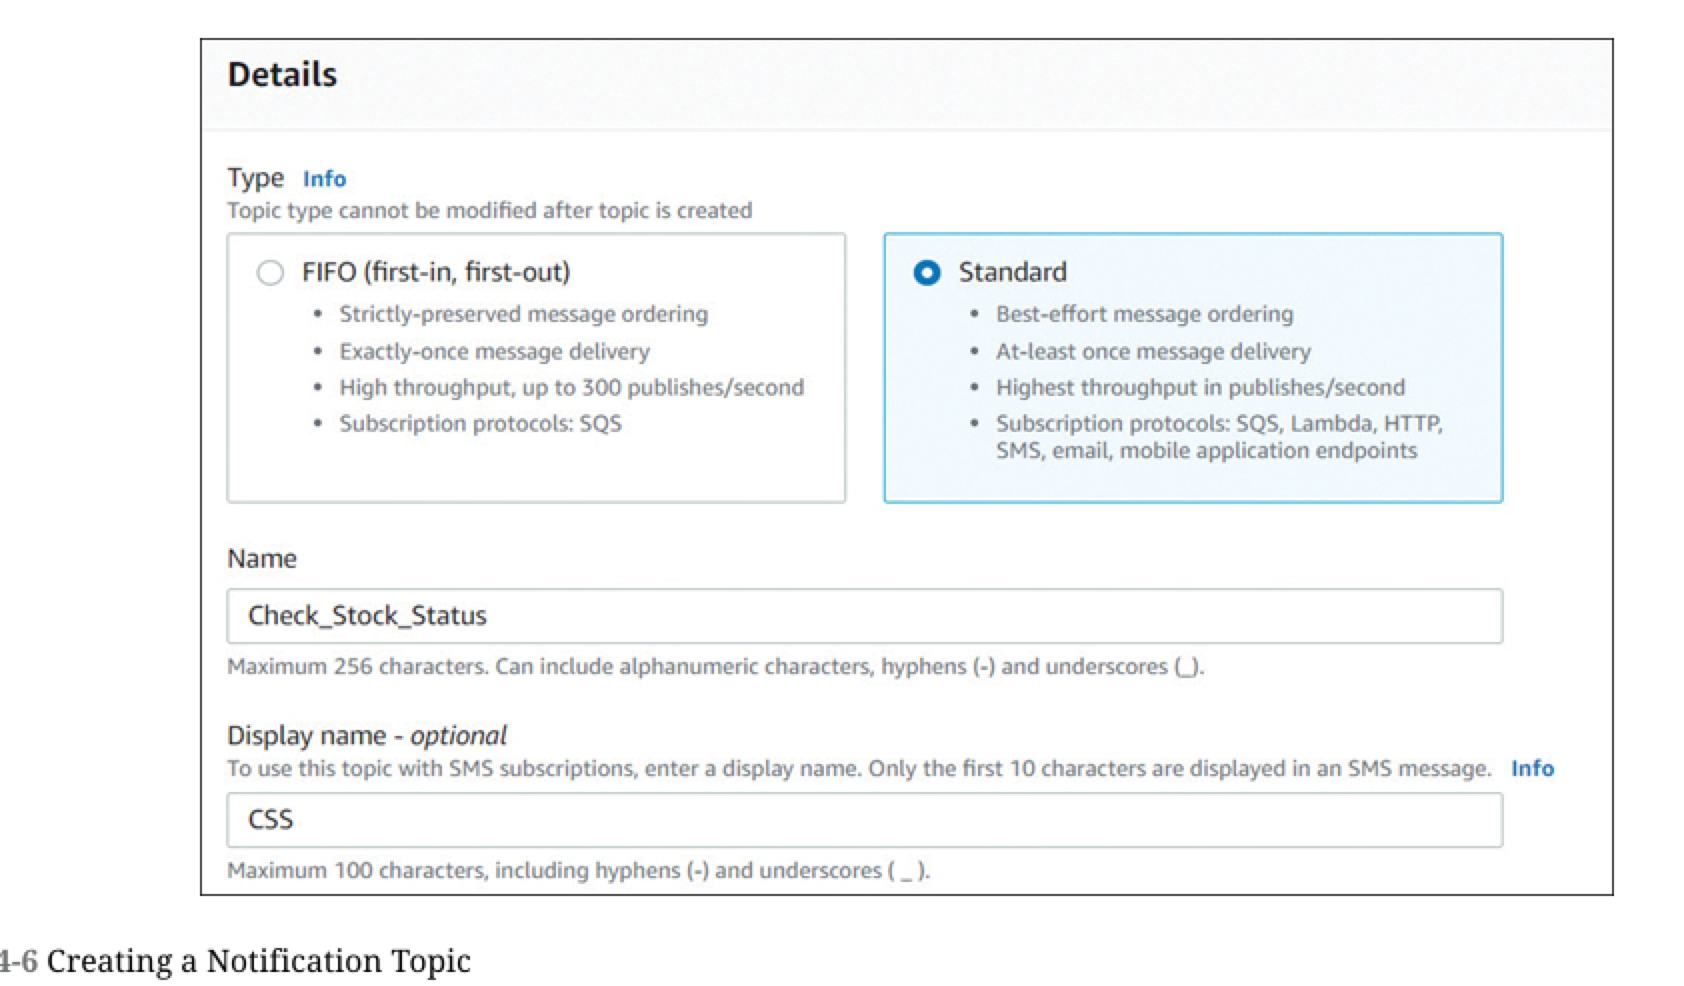 Details
Type Info
Topic type cannot be modified after topic is created
FIFO (first-in, first-out)
• Strictly-preserved message ordering
• Exactly-once message delivery
• High throughput, up to 300 publishes/second
• Subscription protocols: SQS
Standard
• Best-effort message ordering
• At-least once message delivery
• Highest throughput in publishes/second
• Subscription protocols: SQS, Lambda, HTTP,
SMS, email, mobile application endpoints
Name
Check_Stock_Status
Maximum 256 characters. Can include alphanumeric characters, hyphens (-) and underscores (_).
Display name - optional
To use this topic with SMS subscriptions, enter a display name. Only the first 10 characters are displayed in an SMS message. Info
CSS
Maximum 100 characters, including hyphens (-) and underscores ( _ ).
4-6 Creating a Notification Topic